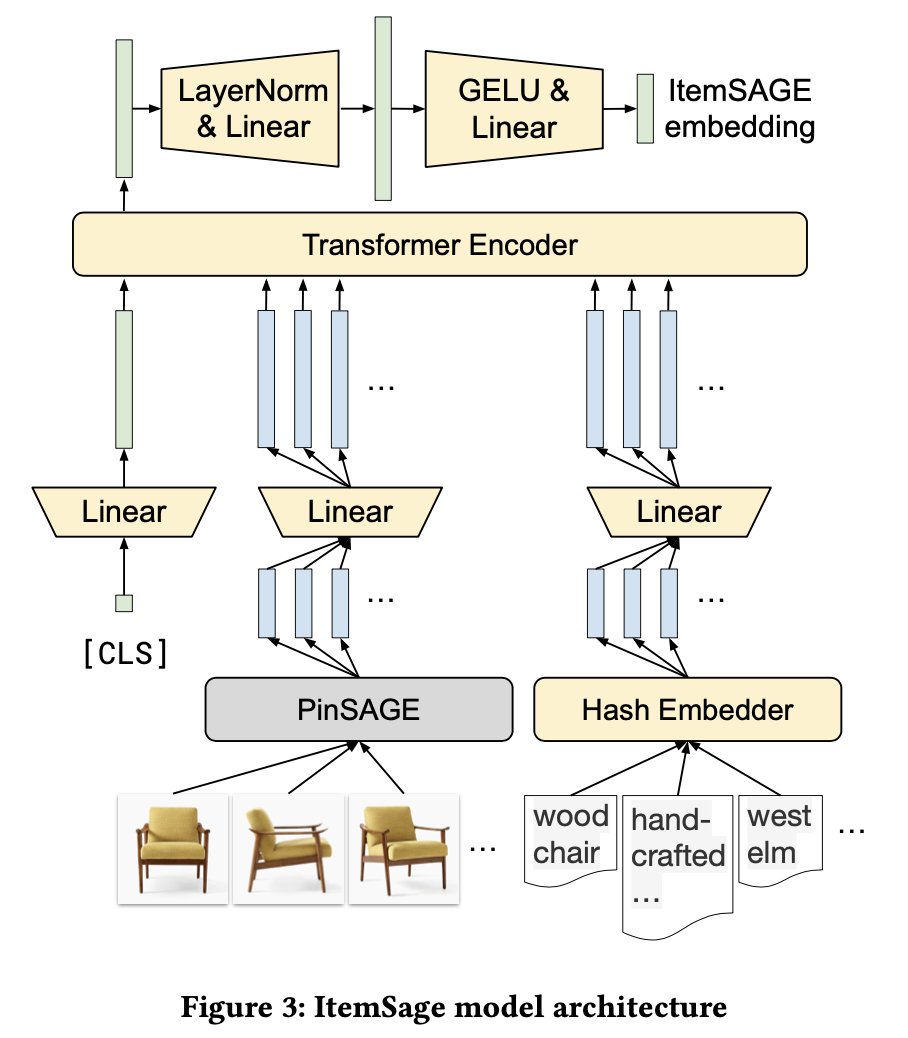 LayerNorm
& Linear
GELU &
Linear
ItemSAGE
embedding
Transformer Encoder
...
...
Linear
Linear
Linear
...
...
[CLS]
PinSAGE
Hash Embedder
...
wood
chair
hand-
crafted
...
west
elm
...
Figure 3: ItemSage model architecture